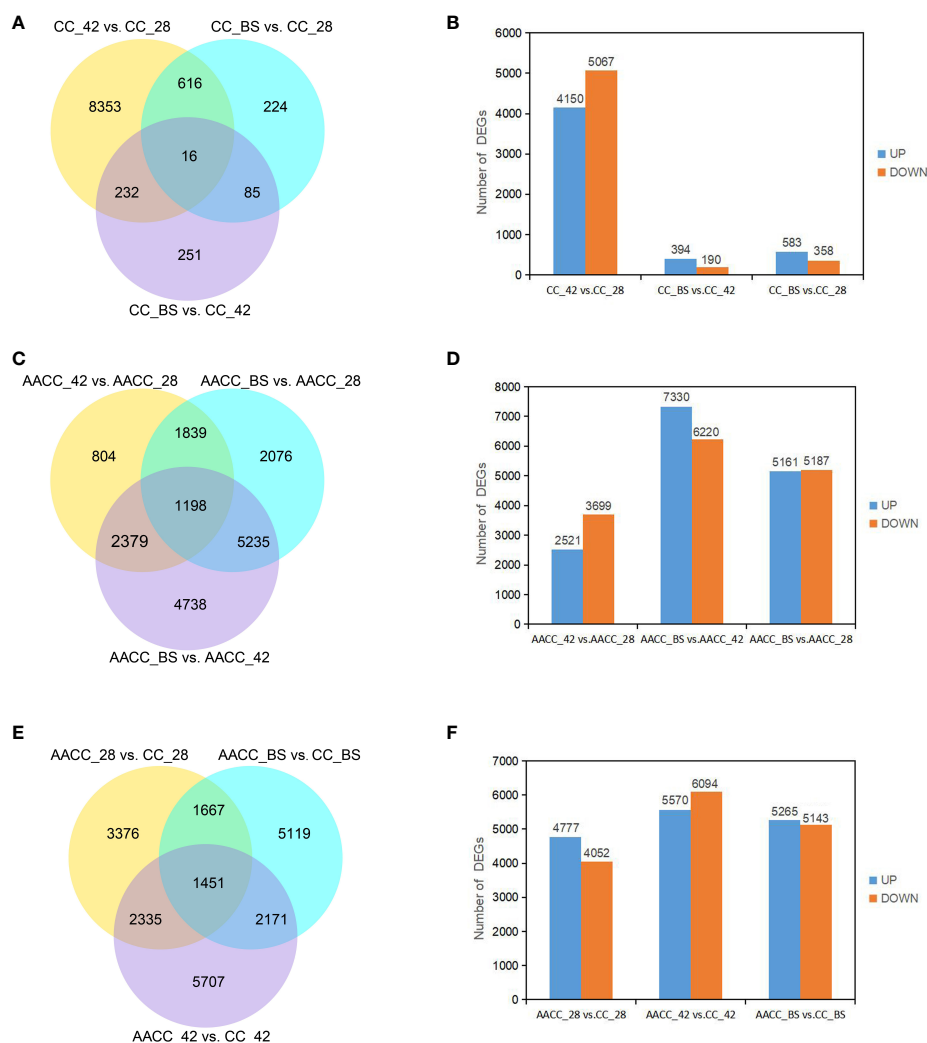 A
CC_42 vs. CC_28
CC_BS vs. CC_28
8353
616
224
16
232
85
251
CC_BS vs. CC_42
B
6000
5000
4000
3000
2000
1000
0
Number of DEGs
4150
5067
394
190
583
358
CC_42 vs.CC_28
CC_BS vs.CC_42
CC_BS vs.CC_28
UP
DOWN
C
AACC_42 vs. AACC_28
AACC_BS vs. AACC_28
804
1839
2076
1198
2379
5235
4738
AACC_BS vs. AACC_42
D
8000
7000
6000
5000
4000
3000
2000
1000
0
Number of DEGs
2521
3699
7330
6220
5161
5187
AACC_42 vs.AACC_28
AACC_BS vs.AACC_42
AACC_BS vs.AACC_28
UP
DOWN
E
AACC_28 vs. CC_28
AACC_BS vs. CC_BS
3376
1667
5119
1451
2335
2171
5707
AACC_42 vs. CC_42
F
7000
6000
5000
4000
3000
2000
1000
0
Number of DEGs
4777
4052
5570
6094
5265
5143
AACC_28 vs.CC_28
AACC_42 vs.CC_42
AACC_BS vs.CC_BS
UP
DOWN